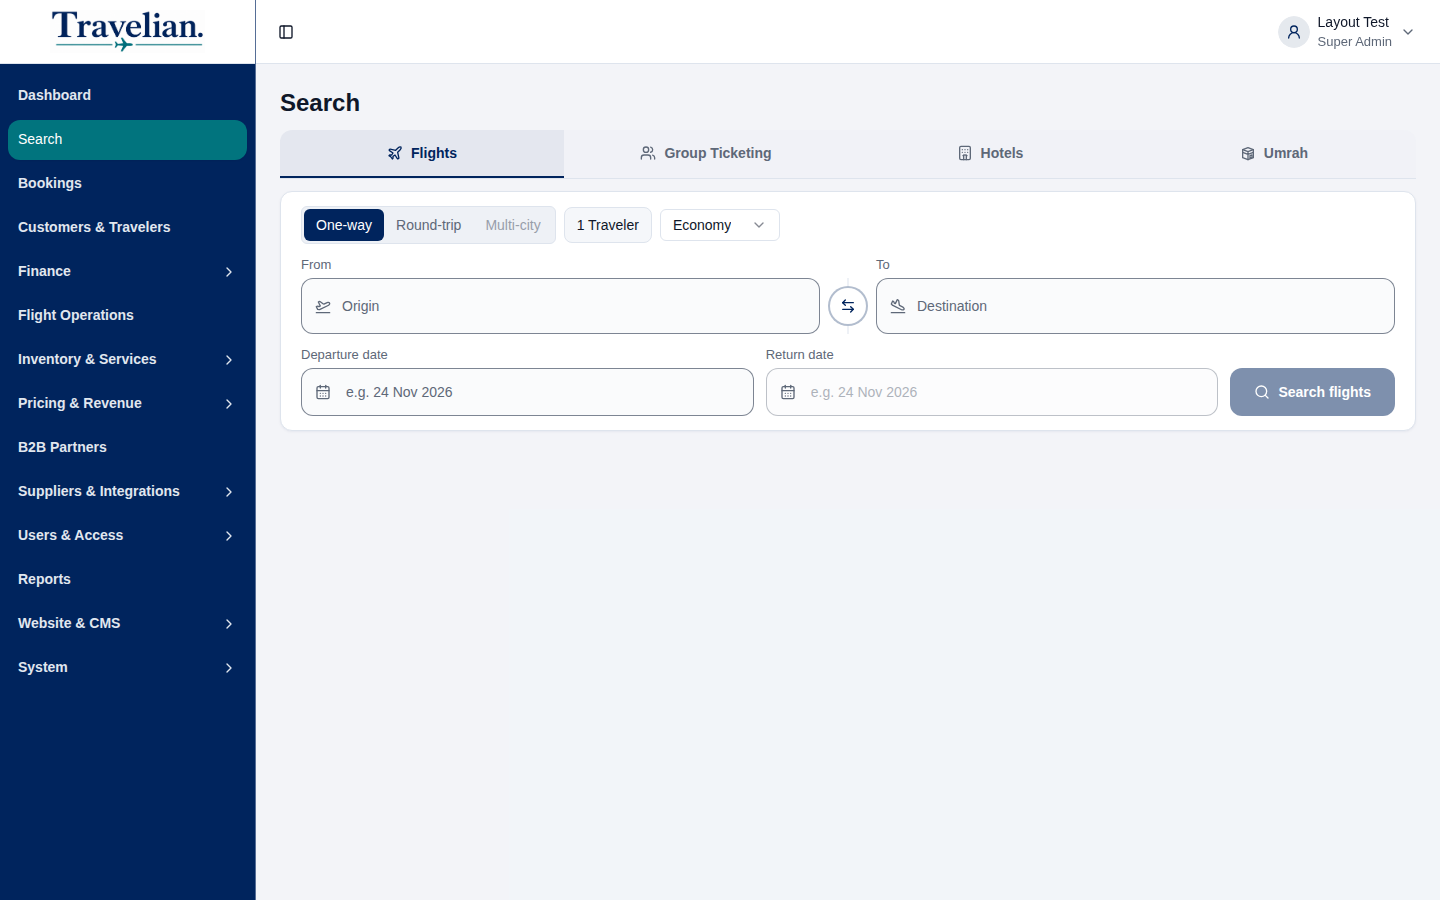 Travelian.
Layout Test
Super Admin
Dashboard
Search
Bookings
Customers & Travelers
Finance
Flight Operations
Inventory & Services
Pricing & Revenue
B2B Partners
Suppliers & Integrations
Users & Access
Reports
Website & CMS
System
Search
Flights
Group Ticketing
Hotels
Umrah
One-way Round-trip Multi-city 1 Traveler Economy
From To
Origin Destination
Departure date Return date
e.g. 24 Nov 2026 e.g. 24 Nov 2026 Search flights